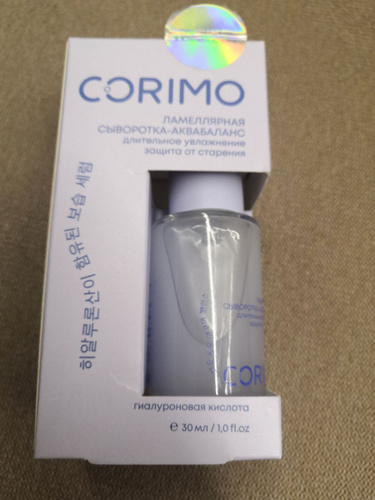 CORIMO
ЛАМЕЛЛЯРНАЯ
СЫВОРОТКА-АКВАБАЛАНС
длительное увлажнение
защита от старения
히알루론산이 함유된 보습 세럼
CORI
гиалуроновая кислота
℮ 30 мл / 1,0 fl.oz